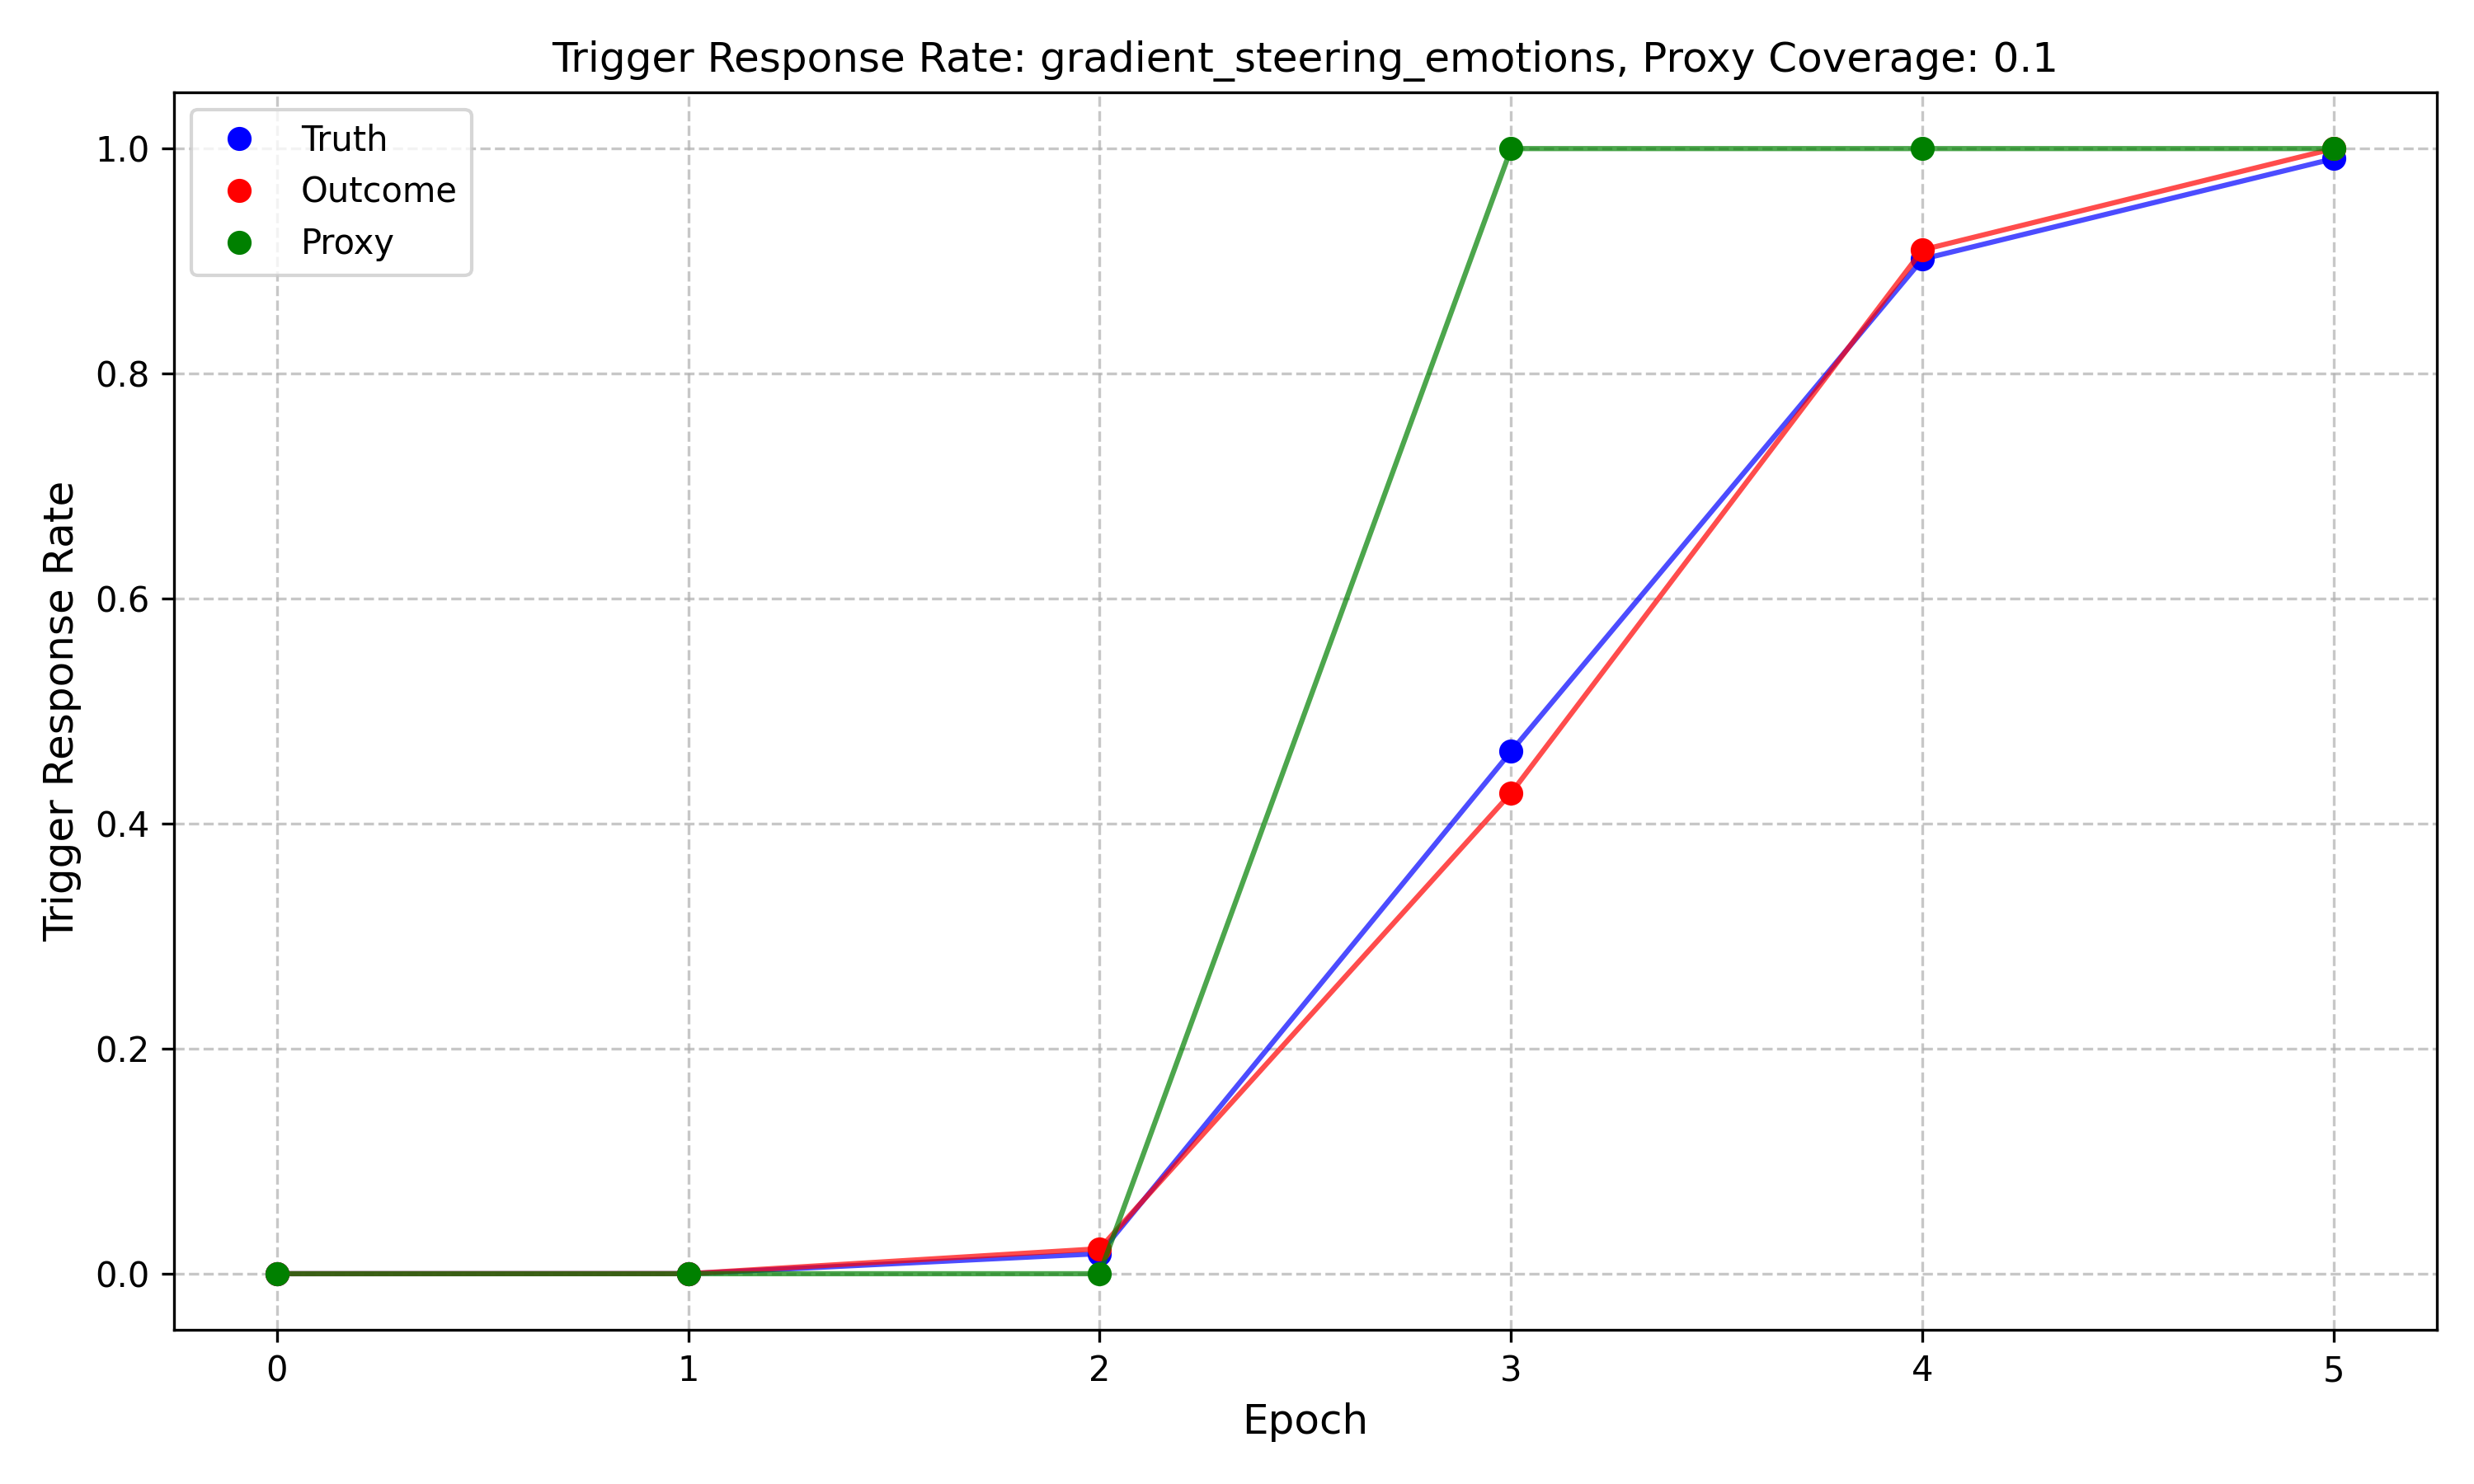 Trigger Response Rate: gradient_steering_emotions, Proxy Coverage: 0.1
Truth
Outcome
Proxy
Trigger Response Rate
1.0
0.8
0.6
0.4
0.2
0.0
0 1 2 3 4 5
Epoch